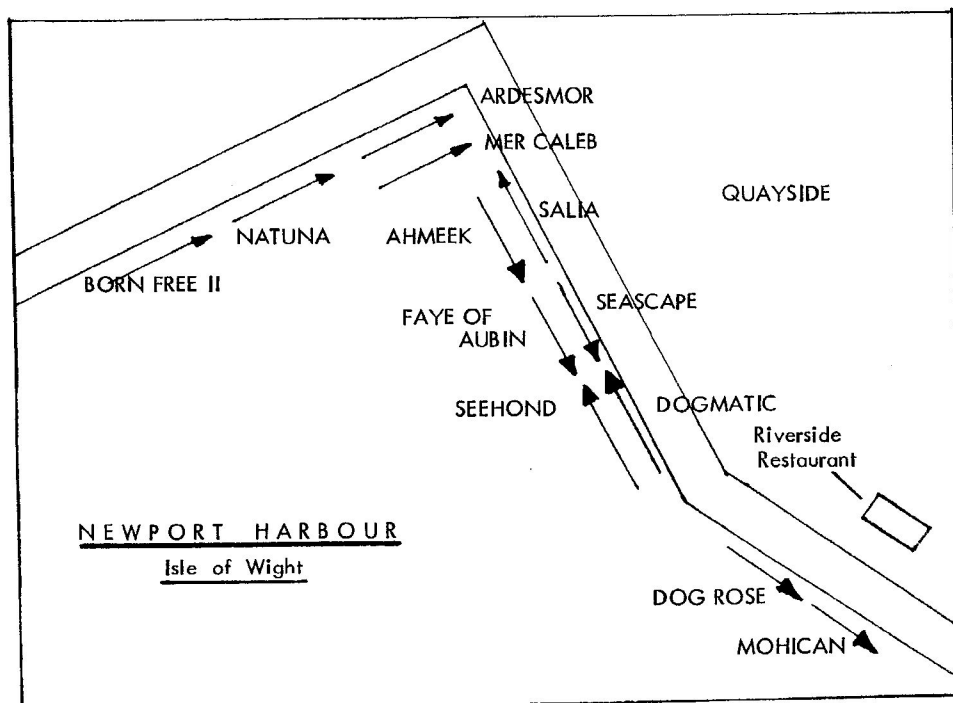 ARDESMOR
MER CALEB
QUAYSIDE
SALIA
NATUNA
AHMEEK
BORN FREE II
SEASCAPE
FAYE OF
AUBIN
SEEHOND
DOGMATIC
Riverside
Restaurant
NEWPORT HARBOUR
Isle of Wight
DOG ROSE
MOHICAN